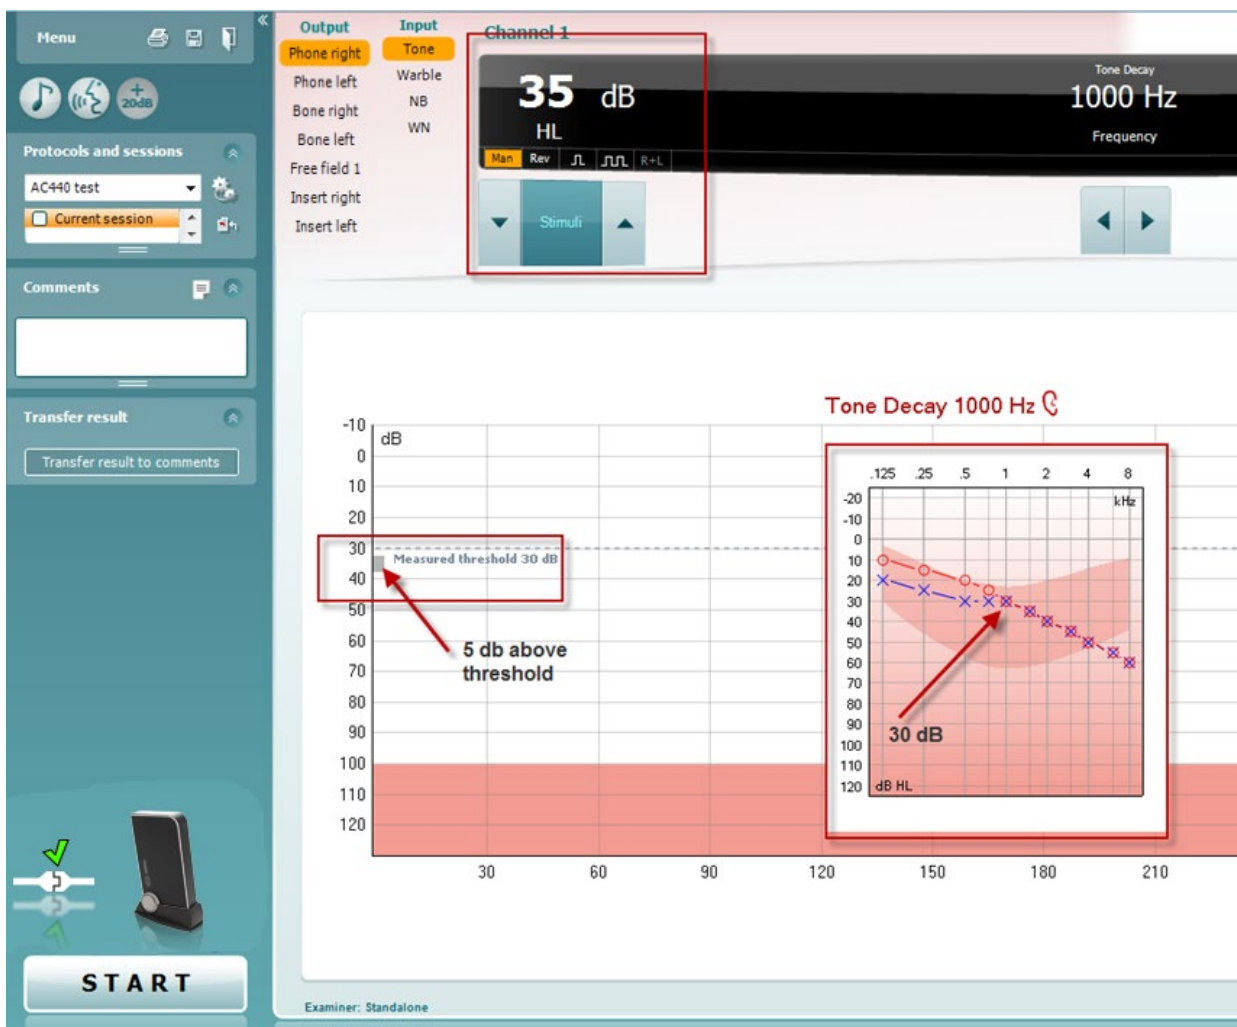 Menu
+
20dB
Protocols and sessions
AC440 test
Current session
Comments
Transfer result
Transfer result to comments
START
Output
Phone right
Phone left
Bone right
Bone left
Free field 1
Insert right
Insert left
Input
Tone
Warble
NB
WN
Channel 1
35 dB
HL
Man Rev R+L
Stimuli
Tone Decay
1000 Hz
Frequency
Tone Decay 1000 Hz
dB
-10
0
10
20
30
40
50
60
70
80
90
100
110
120
Measured threshold 30 dB
5 db above
threshold
30 60 90 120 150 180 210
.125 .25 .5 1 2 4 8
kHz
-20
-10
0
10
20
30
40
50
60
70
80
90
100
110
120
30 dB
dB HL
Examiner: Standalone